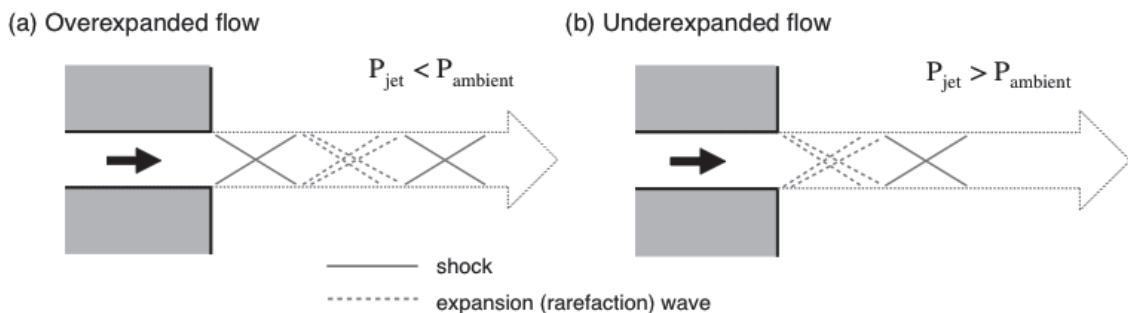 (a) Overexpanded flow
P_jet < P_ambient
(b) Underexpanded flow
P_jet > P_ambient
shock
expansion (rarefaction) wave